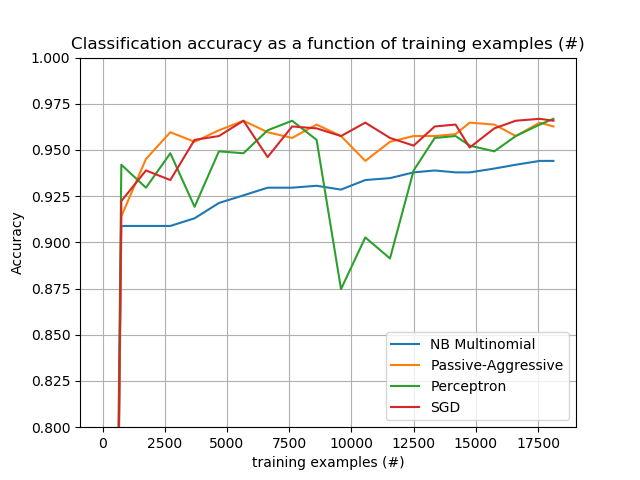 Classification accuracy as a function of training examples (#)
1.000
0.975
0.950
0.925
0.900
0.875
0.850
0.825
0.800
Accuracy
0 2500 5000 7500 10000 12500 15000 17500
training examples (#)
NB Multinomial
Passive-Aggressive
Perceptron
SGD